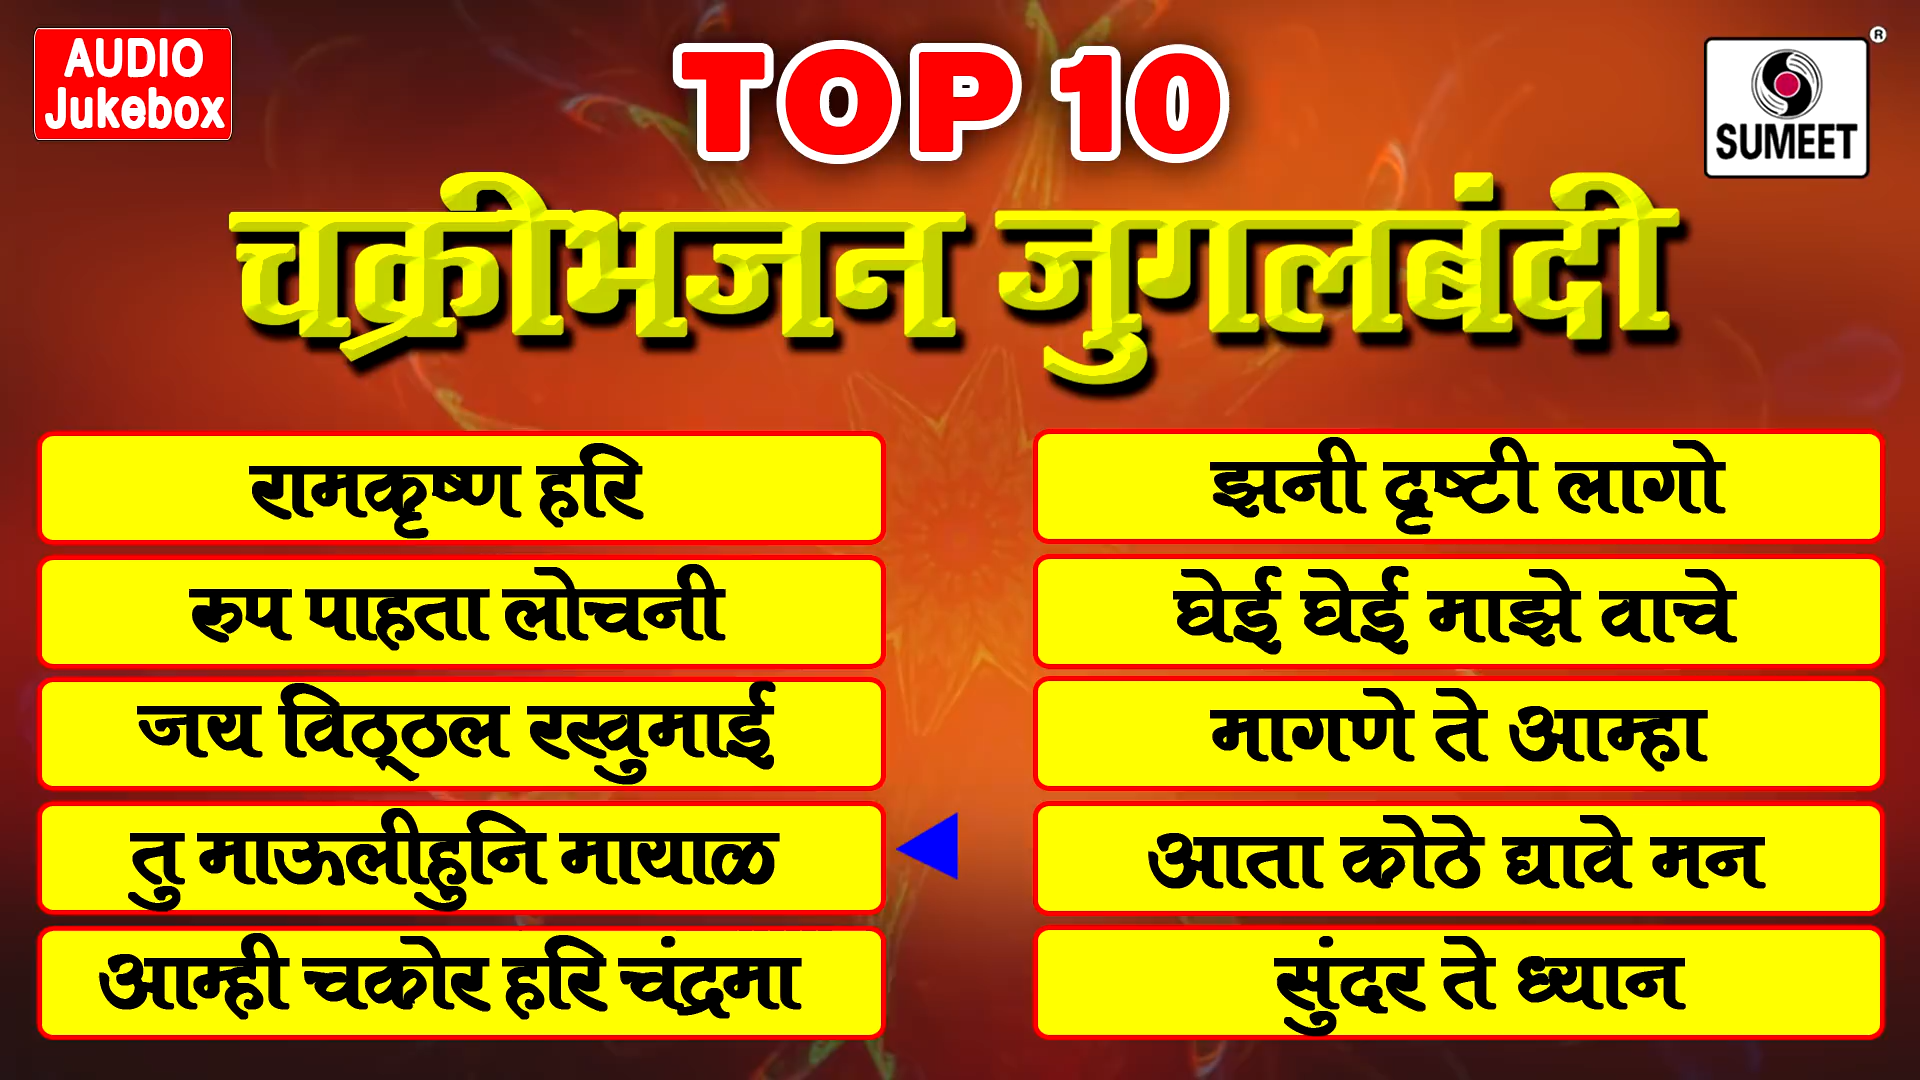 AUDIO
Jukebox
TOP 10
®
SUMEET
चक्रीभजन जुगलबंदी
रामकृष्ण हरि
रुप पाहता लोचनी
जय विठ्ठल रखुमाई
तु माऊलीहुनि मायाळ
आम्ही चकोर हरि चंद्रमा
झनी दृष्टी लागो
घेई घेई माझे वाचे
मागणे ते आम्हा
आता कोठे द्यावे मन
सुंदर ते ध्यान